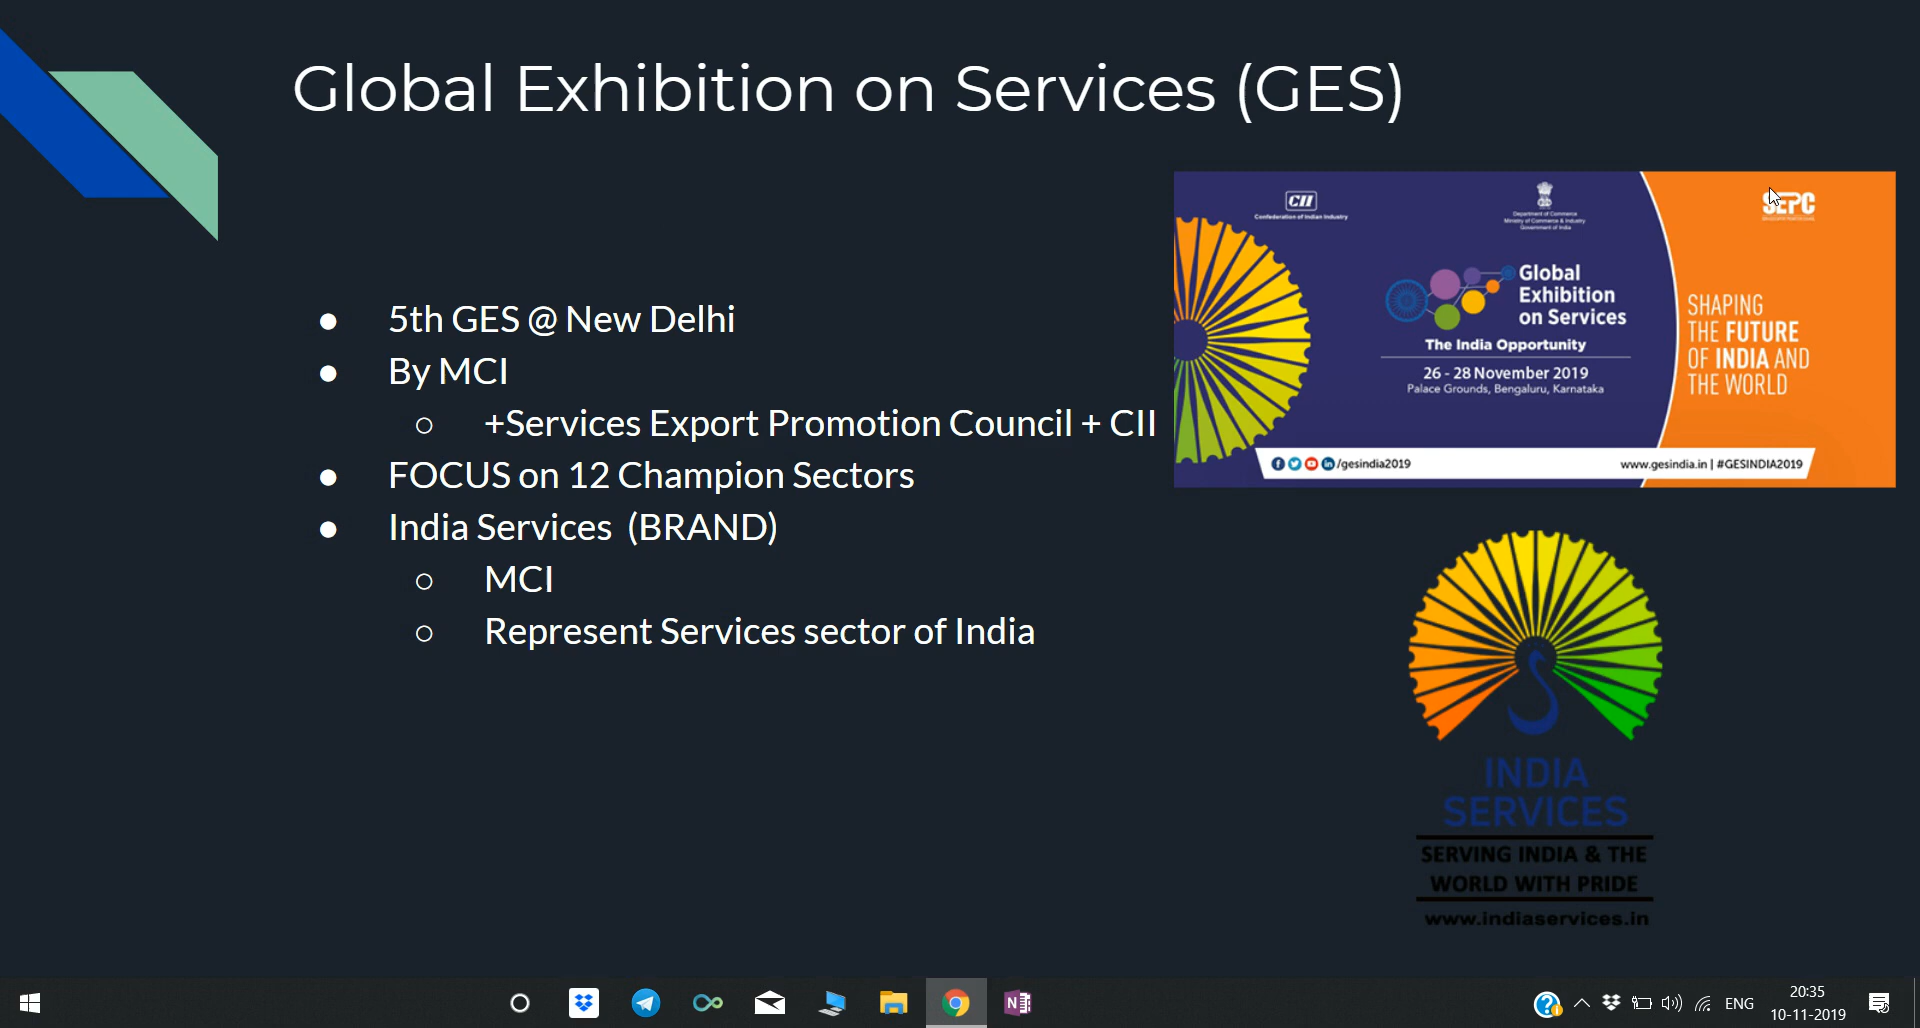 Global Exhibition on Services (GES)
● 5th GES @ New Delhi
● By MCI
○ +Services Export Promotion Council + CII
● FOCUS on 12 Champion Sectors
● India Services (BRAND)
○ MCI
○ Represent Services sector of India
CII
Confederation of Indian Industry
Department of Commerce
Ministry of Commerce & Industry
Government of India
SEPC
Global
Exhibition
on Services
The India Opportunity
26 - 28 November 2019
Palace Grounds, Bengaluru, Karnataka
SHAPING
THE FUTURE
OF INDIA AND
THE WORLD
/gesindia2019
www.gesindia.in | #GESINDIA2019
INDIA
SERVICES
SERVING INDIA & THE
WORLD WITH PRIDE
www.indiaservices.in
ENG
20:35
10-11-2019